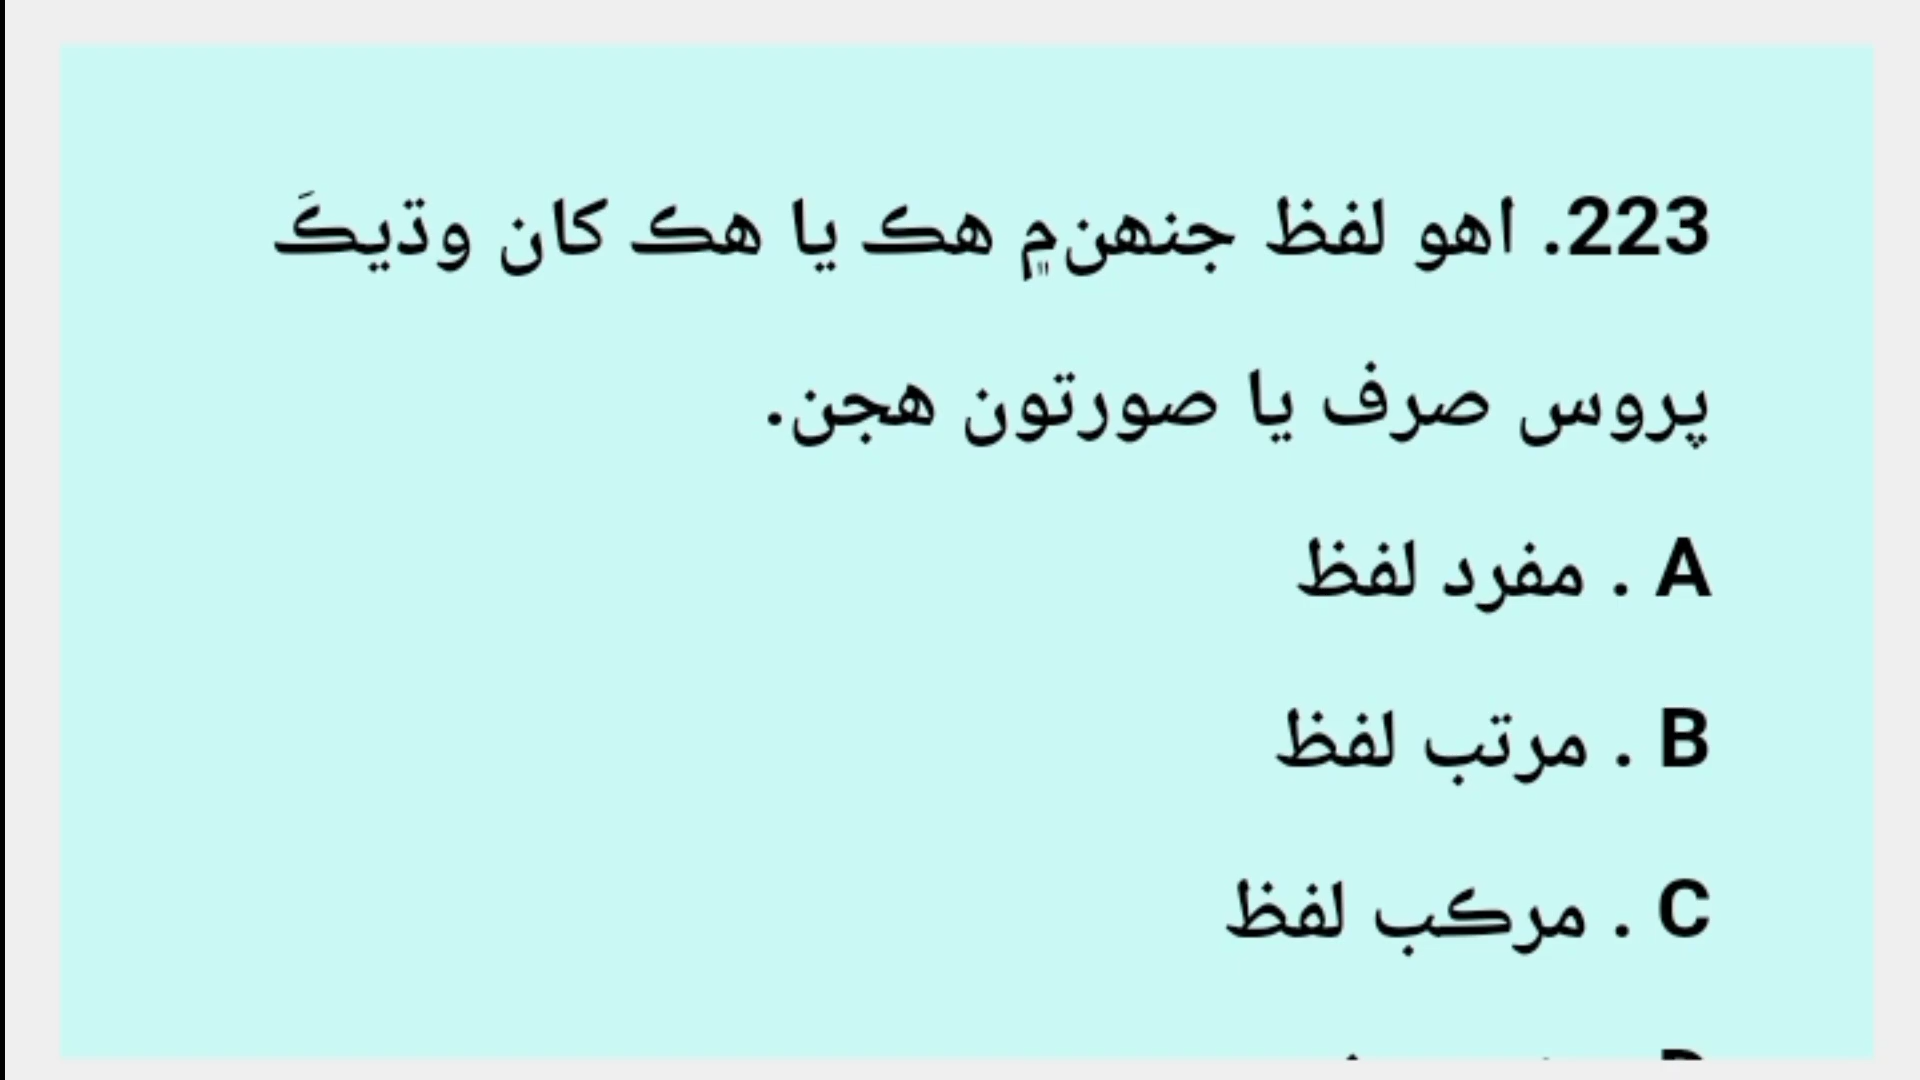 223. اهو لفظ جنهن۾ هڪ يا هڪ کان وڌيڪَ
پروس صرف يا صورتون هجن.
A . مفرد لفظ
B . مرتب لفظ
C . مرڪب لفظ